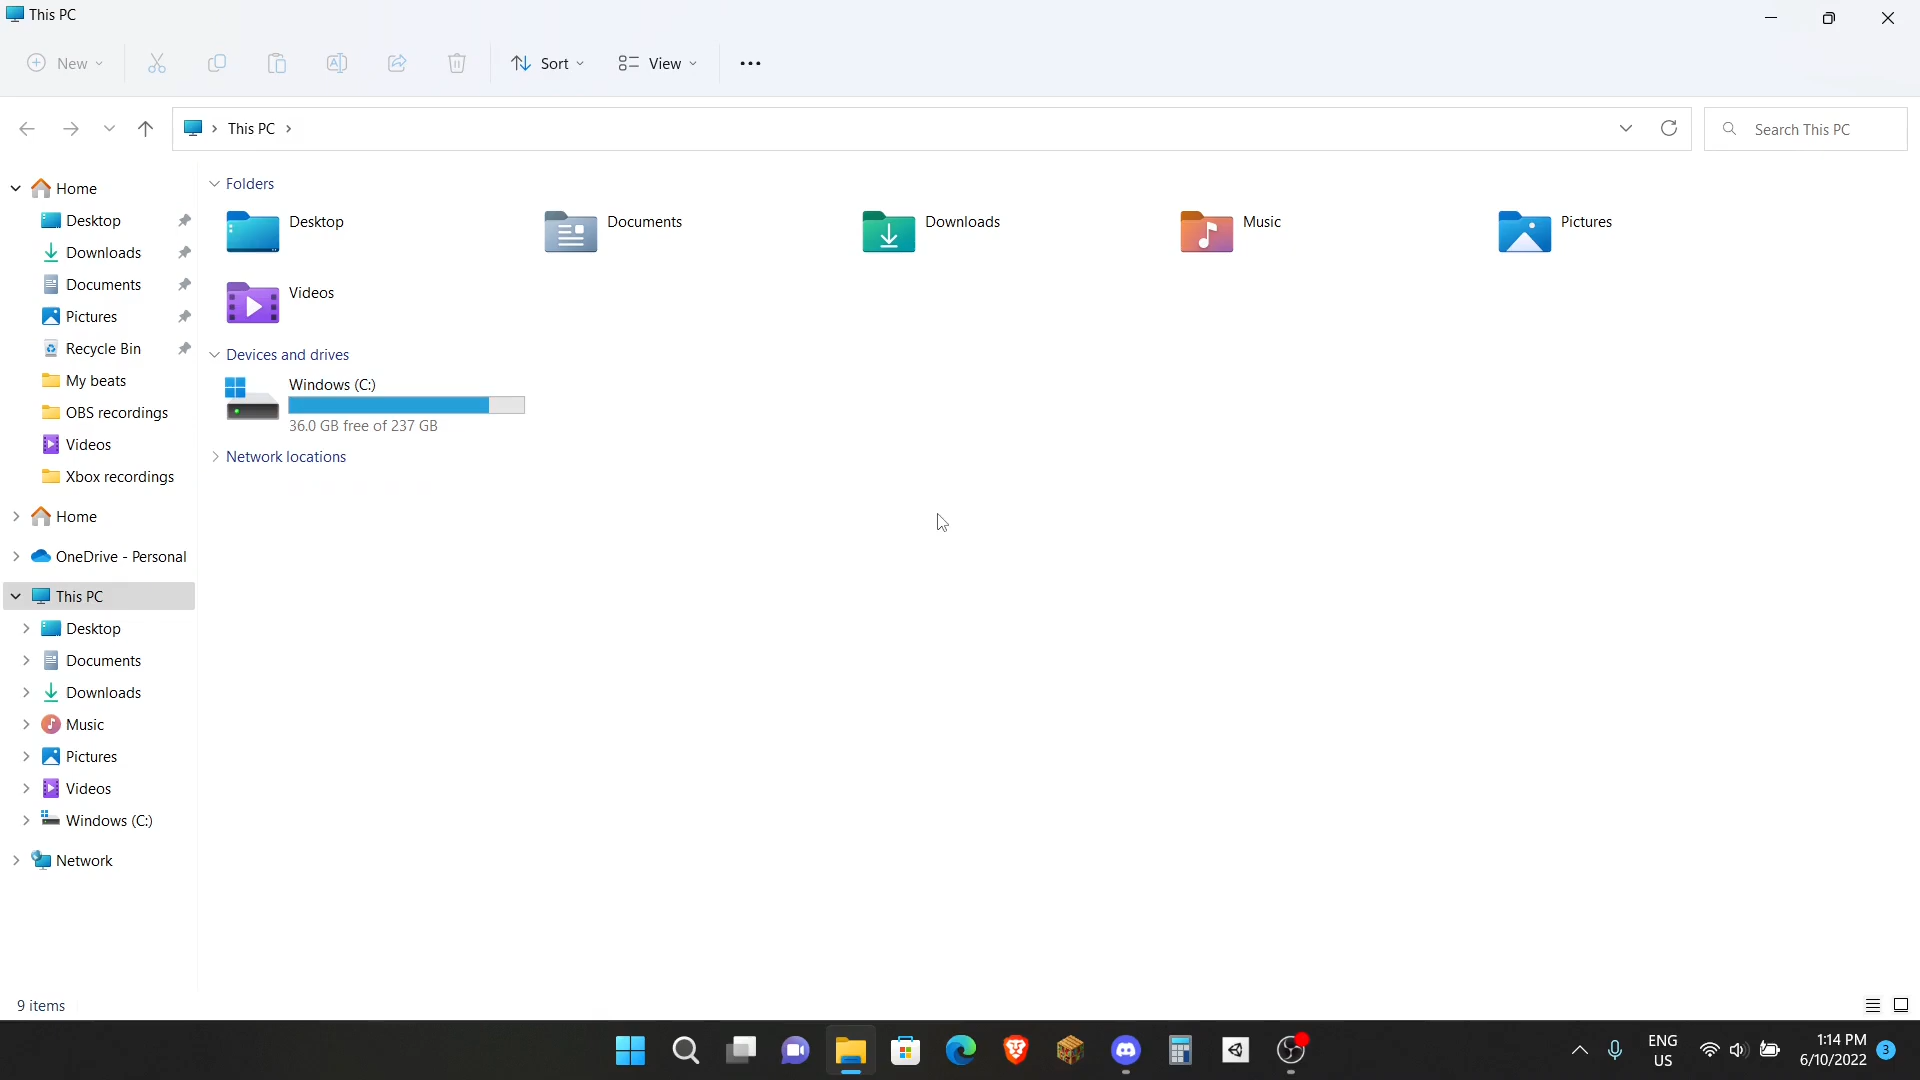 This PC
New
Sort
View
This PC
Search This PC
Home
Desktop
Downloads
Documents
Pictures
Recycle Bin
My beats
OBS recordings
Videos
Xbox recordings
Home
OneDrive - Personal
This PC
Desktop
Documents
Downloads
Music
Pictures
Videos
Windows (C:)
Network
Folders
Desktop
Documents
Downloads
Music
Pictures
Videos
Devices and drives
Windows (C:)
36.0 GB free of 237 GB
Network locations
9 items
ENG
US
1:14 PM
6/10/2022
3